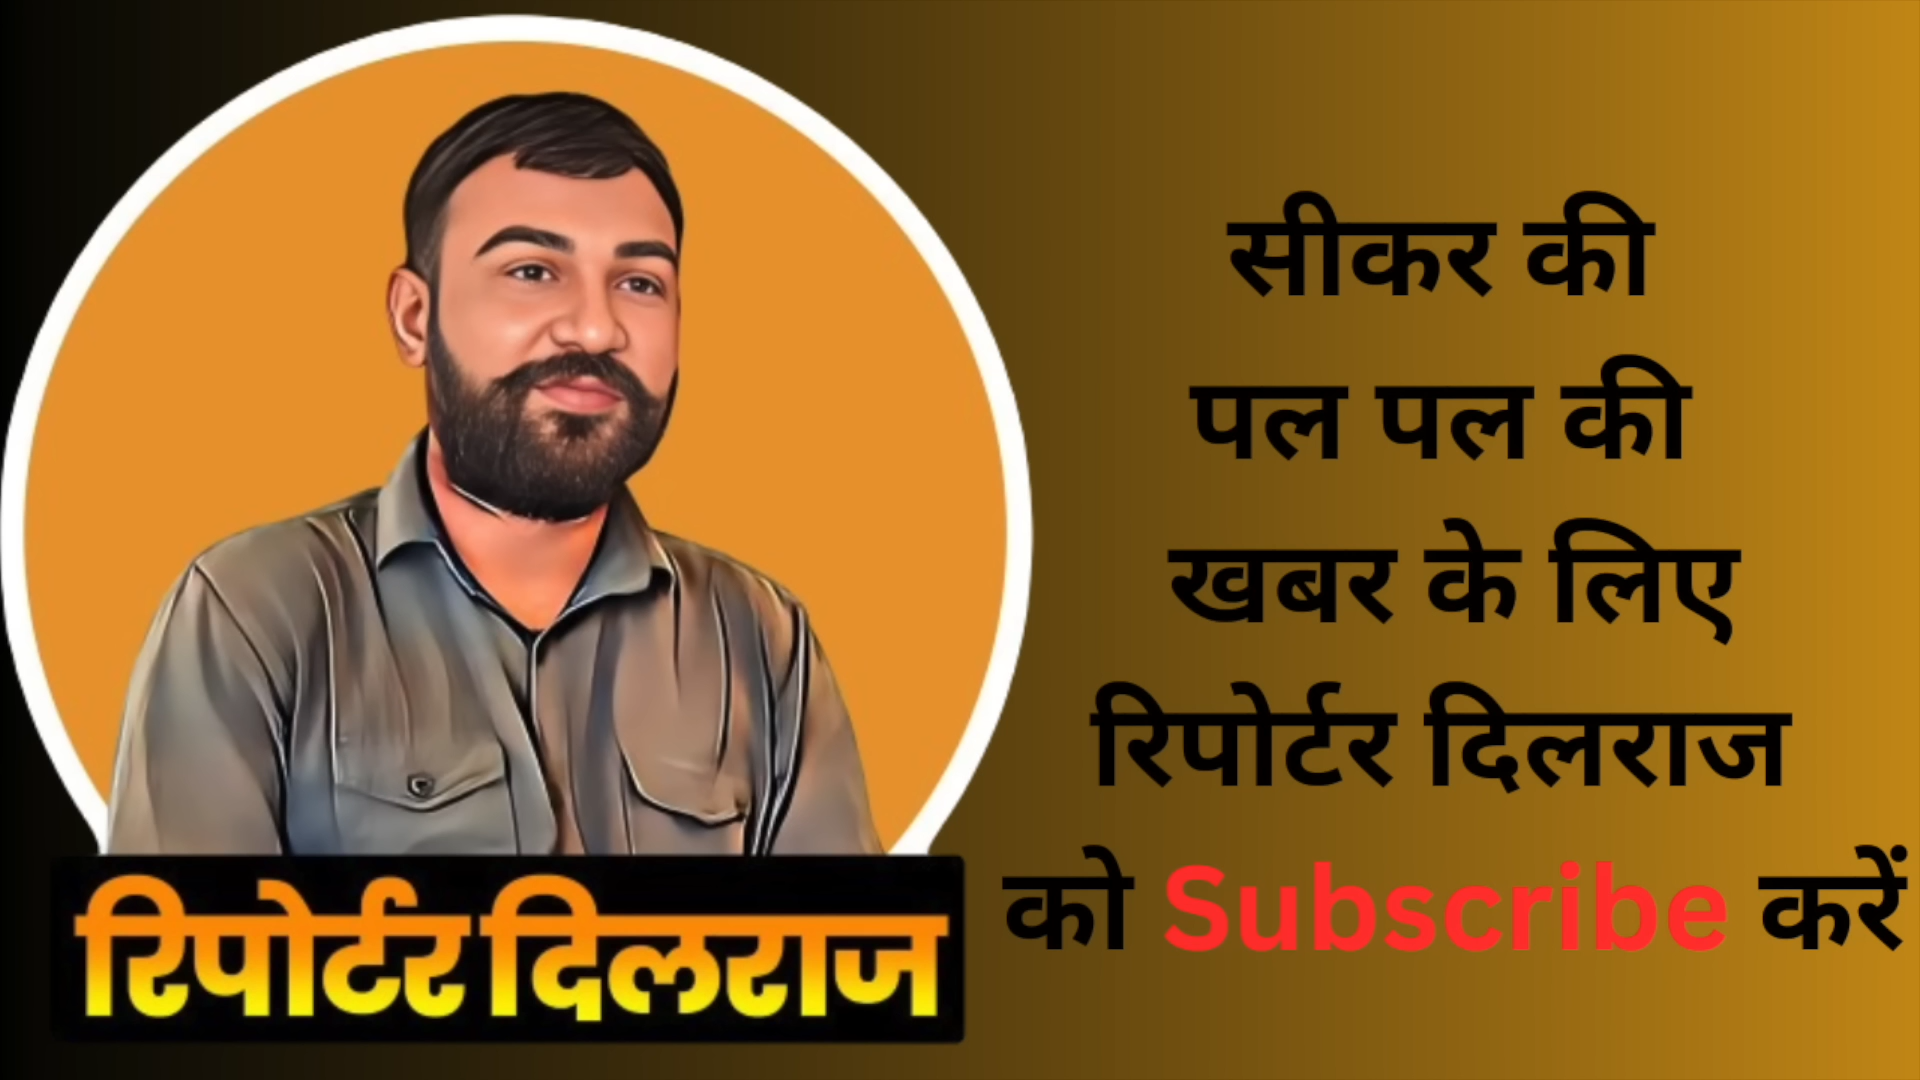 सीकर की
पल पल की
खबर के लिए
रिपोर्टर दिलराज
को Subscribe करें
रिपोर्टर दिलराज